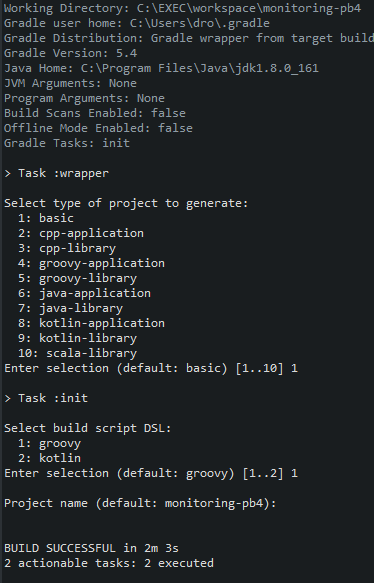 Working Directory: C:\EXEC\workspace\monitoring-pb4
Gradle user home: C:\Users\dro\.gradle
Gradle Distribution: Gradle wrapper from target build
Gradle Version: 5.4
Java Home: C:\Program Files\Java\jdk1.8.0_161
JVM Arguments: None
Program Arguments: None
Build Scans Enabled: false
Offline Mode Enabled: false
Gradle Tasks: init
> Task :wrapper
Select type of project to generate:
1: basic
2: cpp-application
3: cpp-library
4: groovy-application
5: groovy-library
6: java-application
7: java-library
8: kotlin-application
9: kotlin-library
10: scala-library
Enter selection (default: basic) [1..10] 1
> Task :init
Select build script DSL:
1: groovy
2: kotlin
Enter selection (default: groovy) [1..2] 1
Project name (default: monitoring-pb4):
BUILD SUCCESSFUL in 2m 3s
2 actionable tasks: 2 executed